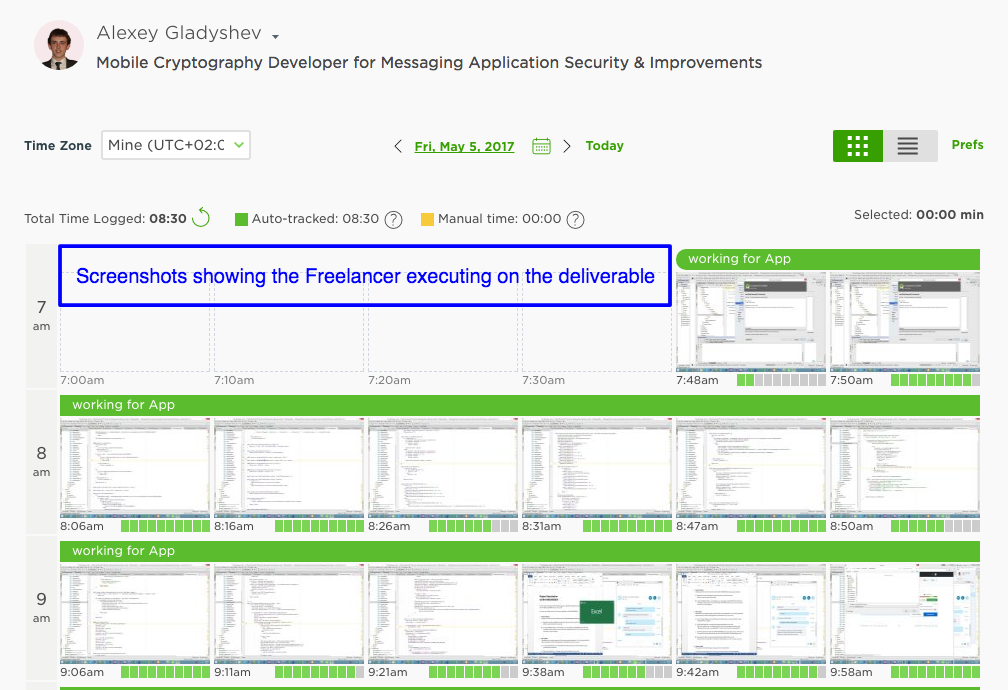 Alexey Gladyshev
Mobile Cryptography Developer for Messaging Application Security & Improvements
Time Zone Mine (UTC+02:0 Fri, May 5, 2017 Today Prefs
Total Time Logged: 08:30 Auto-tracked: 08:30 ? Manual time: 00:00 ? Selected: 00:00 min
Screenshots showing the Freelancer executing on the deliverable
working for App
7
am
7:00am 7:10am 7:20am 7:30am 7:48am 7:50am
working for App
8
am
8:06am 8:16am 8:26am 8:31am 8:47am 8:50am
working for App
Excel
9
am
9:06am 9:11am 9:21am 9:38am 9:42am 9:58am